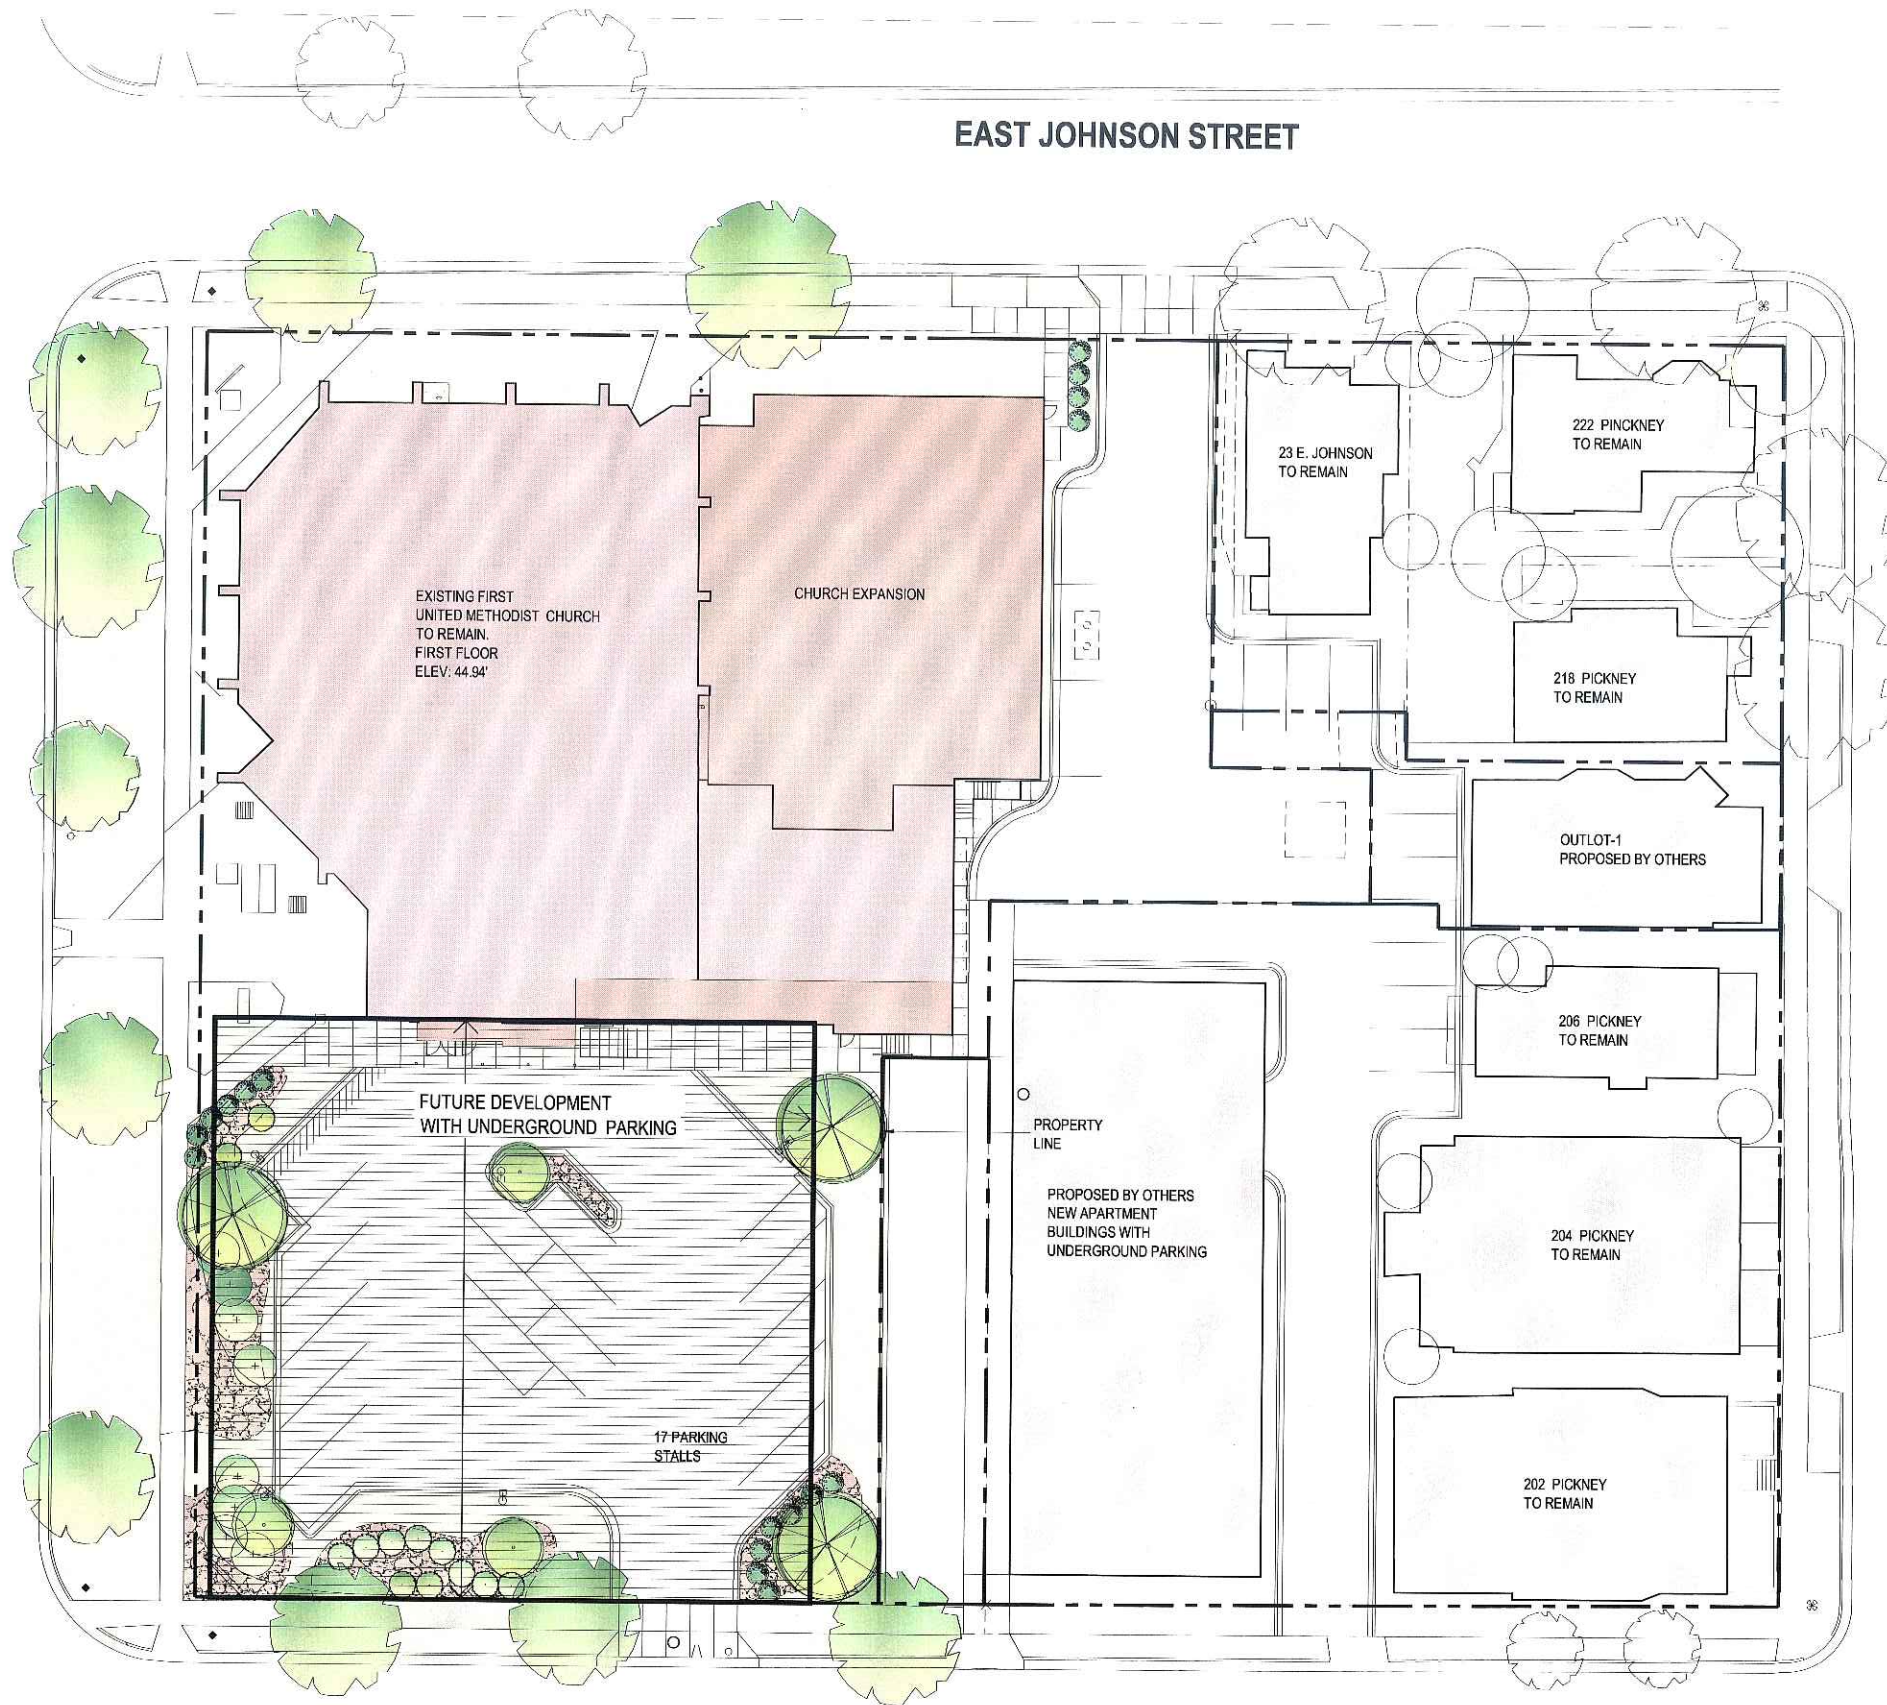 EAST JOHNSON STREET
23 E. JOHNSON
TO REMAIN
222 PINCKNEY
TO REMAIN
EXISTING FIRST
UNITED METHODIST CHURCH
TO REMAIN.
FIRST FLOOR
ELEV: 44.94'
CHURCH EXPANSION
218 PICKNEY
TO REMAIN
OUTLOT-1
PROPOSED BY OTHERS
206 PICKNEY
TO REMAIN
FUTURE DEVELOPMENT
WITH UNDERGROUND PARKING
PROPERTY
LINE
PROPOSED BY OTHERS
NEW APARTMENT
BUILDINGS WITH
UNDERGROUND PARKING
204 PICKNEY
TO REMAIN
17 PARKING
STALLS
202 PICKNEY
TO REMAIN